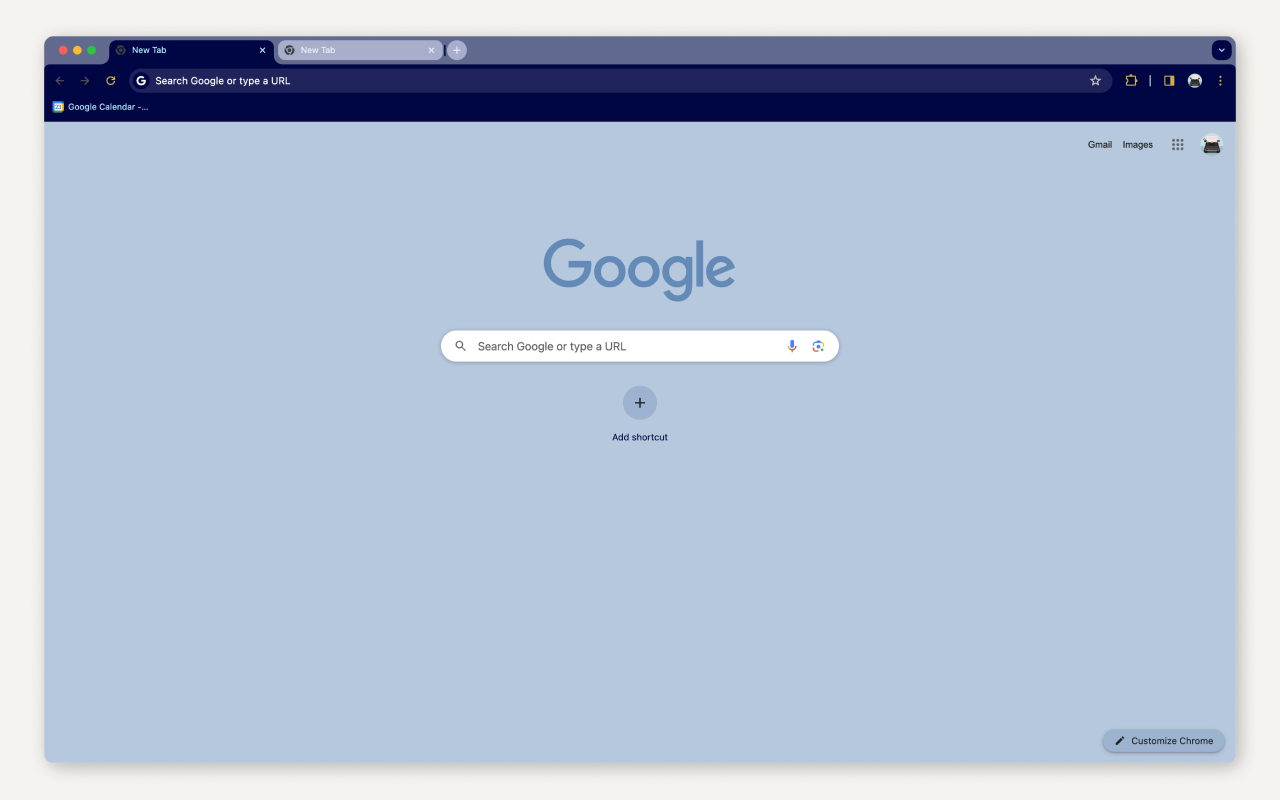 New Tab
New Tab
Search Google or type a URL
Google Calendar -...
Gmail Images
Google
Search Google or type a URL
Add shortcut
Customize Chrome